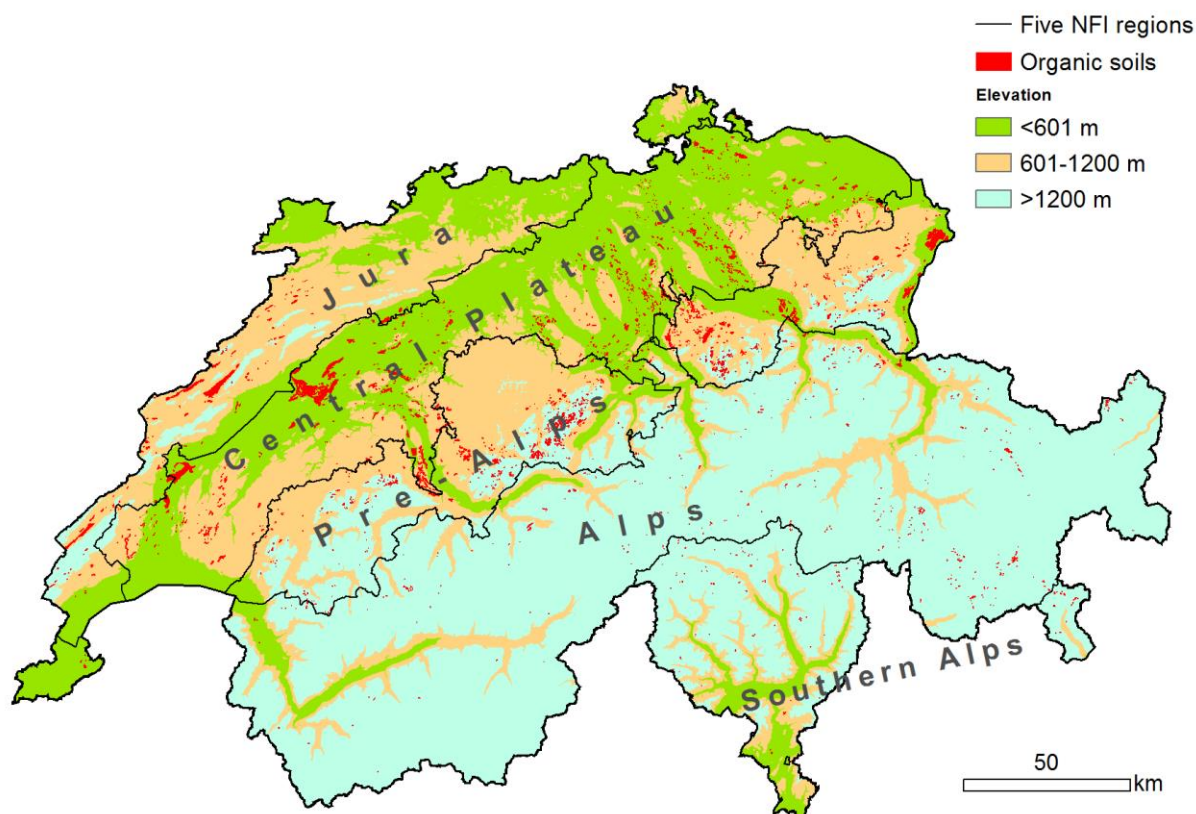 Five NFI regions
Organic soils
Elevation
<601 m
601-1200 m
>1200 m
Jura
Central Plateau
Pre-Alps
Alps
Southern Alps
50
km